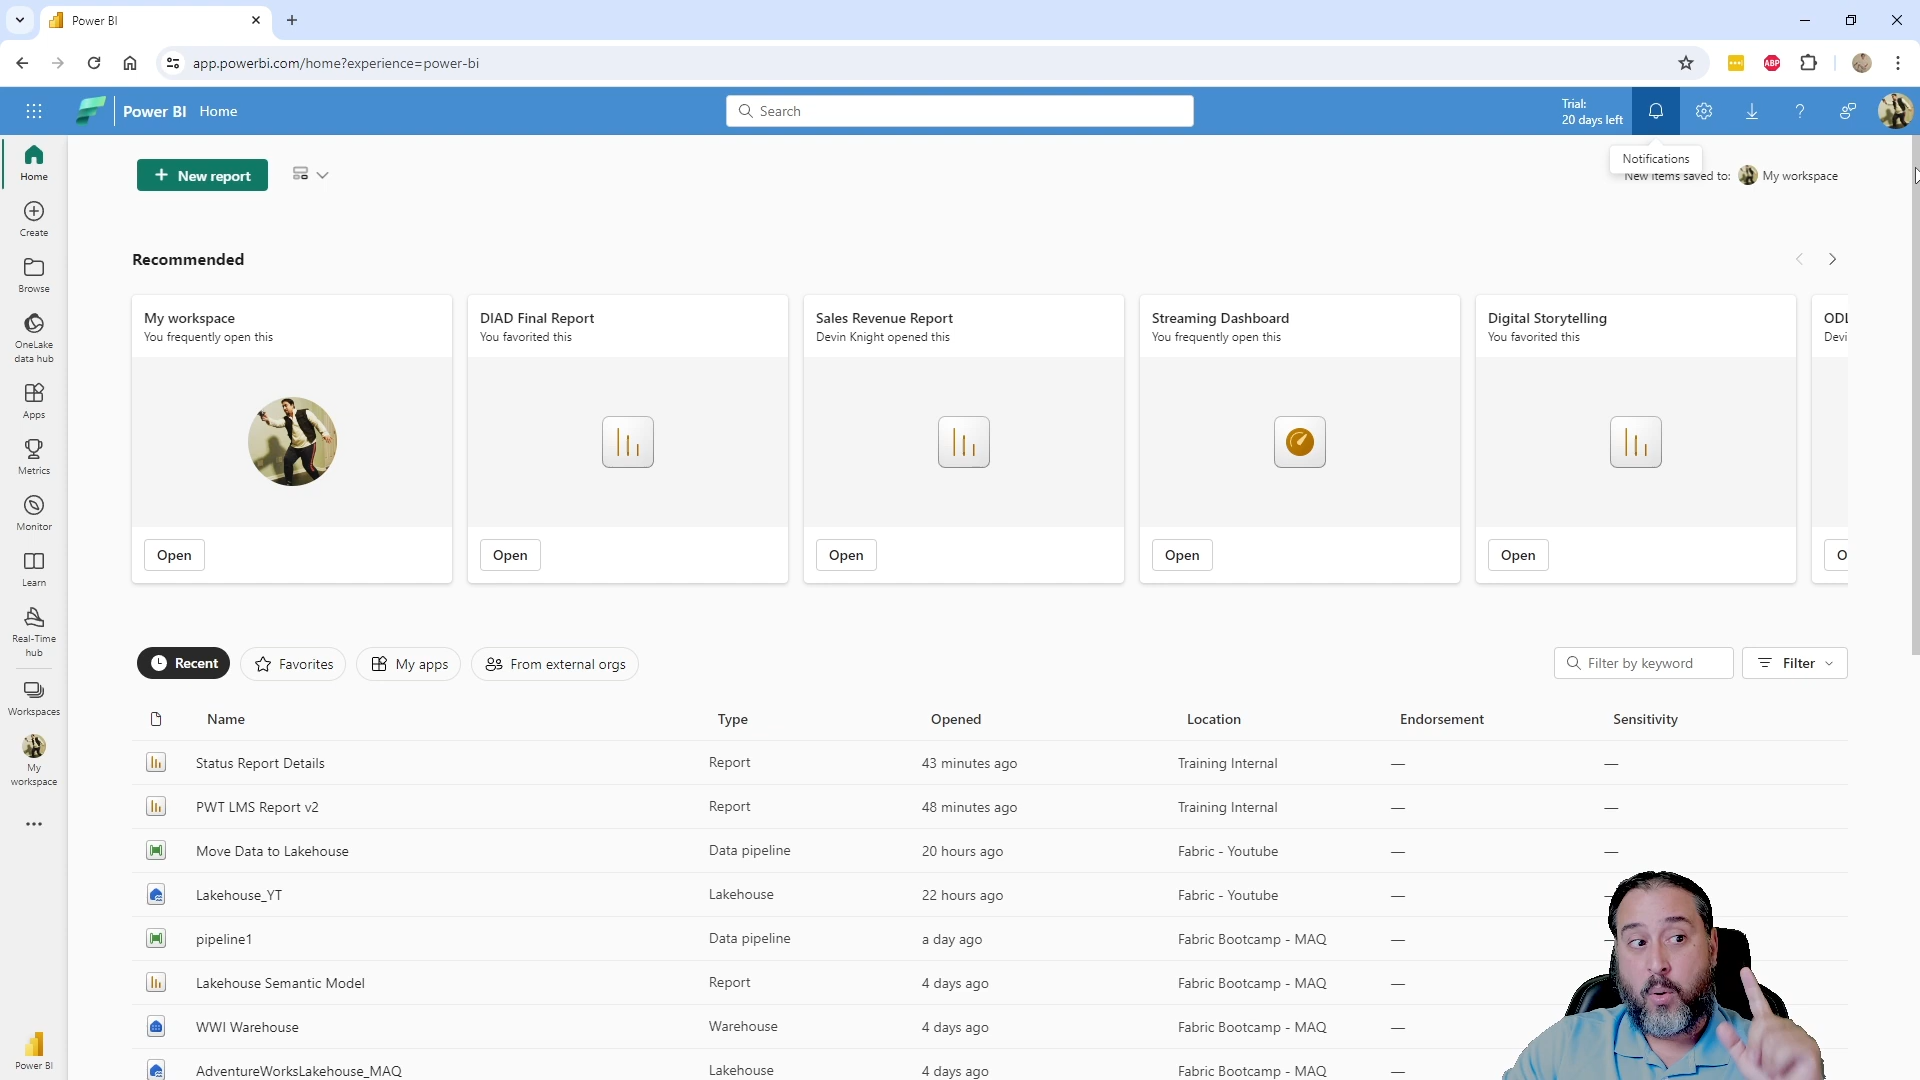 Power BI
app.powerbi.com/home?experience=power-bi
ABP
Power BI
Home
Search
Trial:
20 days left
Notifications
Home
Create
Browse
OneLake
data hub
Apps
Metrics
Monitor
Learn
Real-Time
hub
Workspaces
My
workspace
Power BI
New report
New items saved to:
My workspace
Recommended
My workspace
You frequently open this
Open
DIAD Final Report
You favorited this
Open
Sales Revenue Report
Devin Knight opened this
Open
Streaming Dashboard
You frequently open this
Open
Digital Storytelling
You favorited this
Open
ODL
Devi
O
Recent
Favorites
My apps
From external orgs
Filter by keyword
Filter
Name Type Opened Location Endorsement Sensitivity
Status Report Details Report 43 minutes ago Training Internal — —
PWT LMS Report v2 Report 48 minutes ago Training Internal — —
Move Data to Lakehouse Data pipeline 20 hours ago Fabric - Youtube — —
Lakehouse_YT Lakehouse 22 hours ago Fabric - Youtube — —
pipeline1 Data pipeline a day ago Fabric Bootcamp - MAQ — —
Lakehouse Semantic Model Report 4 days ago Fabric Bootcamp - MAQ —
WWI Warehouse Warehouse 4 days ago Fabric Bootcamp - MAQ —
AdventureWorksLakehouse_MAQ Lakehouse 4 days ago Fabric Bootcamp - MAQ —